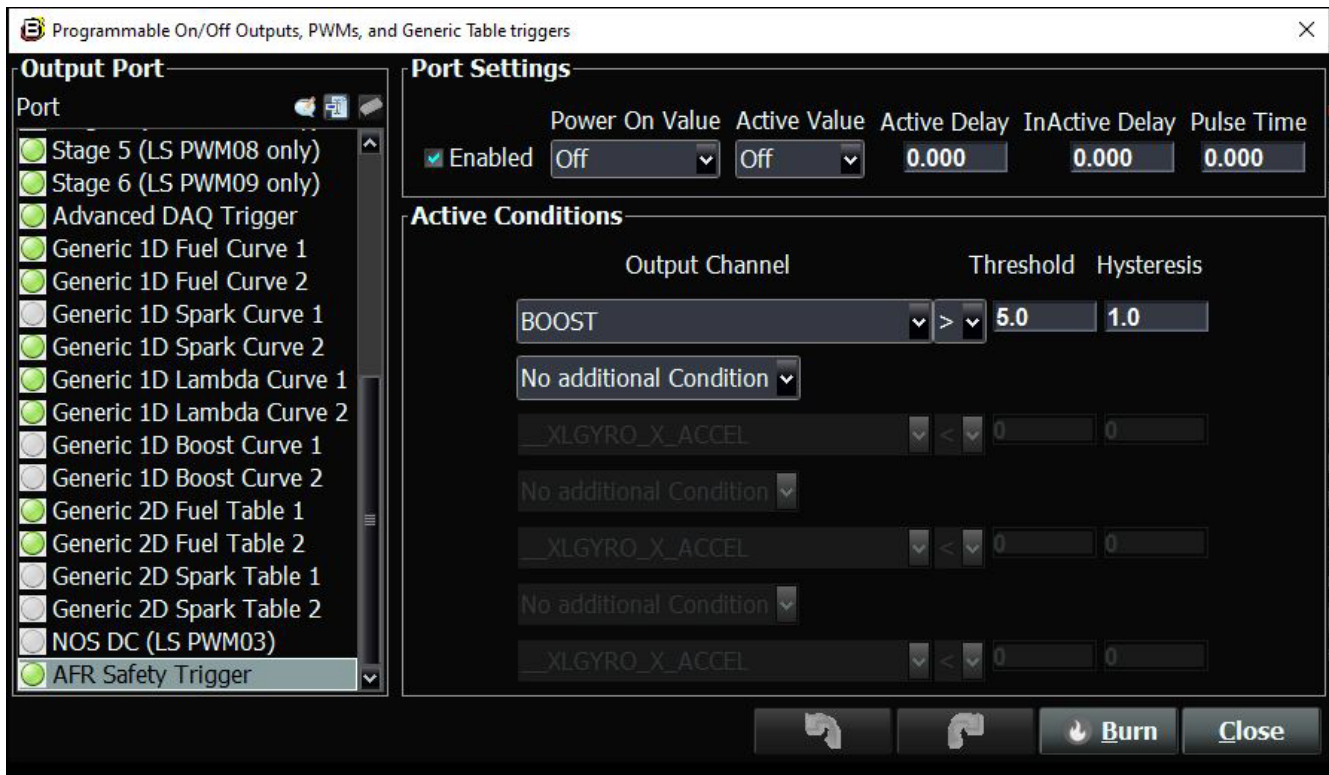 Programmable On/Off Outputs, PWMs, and Generic Table triggers
Output Port
Port
Stage 5 (LS PWM08 only)
Stage 6 (LS PWM09 only)
Advanced DAQ Trigger
Generic 1D Fuel Curve 1
Generic 1D Fuel Curve 2
Generic 1D Spark Curve 1
Generic 1D Spark Curve 2
Generic 1D Lambda Curve 1
Generic 1D Lambda Curve 2
Generic 1D Boost Curve 1
Generic 1D Boost Curve 2
Generic 2D Fuel Table 1
Generic 2D Fuel Table 2
Generic 2D Spark Table 1
Generic 2D Spark Table 2
NOS DC (LS PWM03)
AFR Safety Trigger
Port Settings
Power On Value Active Value Active Delay InActive Delay Pulse Time
Enabled Off Off 0.000 0.000 0.000
Active Conditions
Output Channel Threshold Hysteresis
BOOST > 5.0 1.0
No additional Condition
__XLGYRO_X_ACCEL < 0 0
No additional Condition
__XLGYRO_X_ACCEL < 0 0
No additional Condition
__XLGYRO_X_ACCEL < 0 0
Burn Close